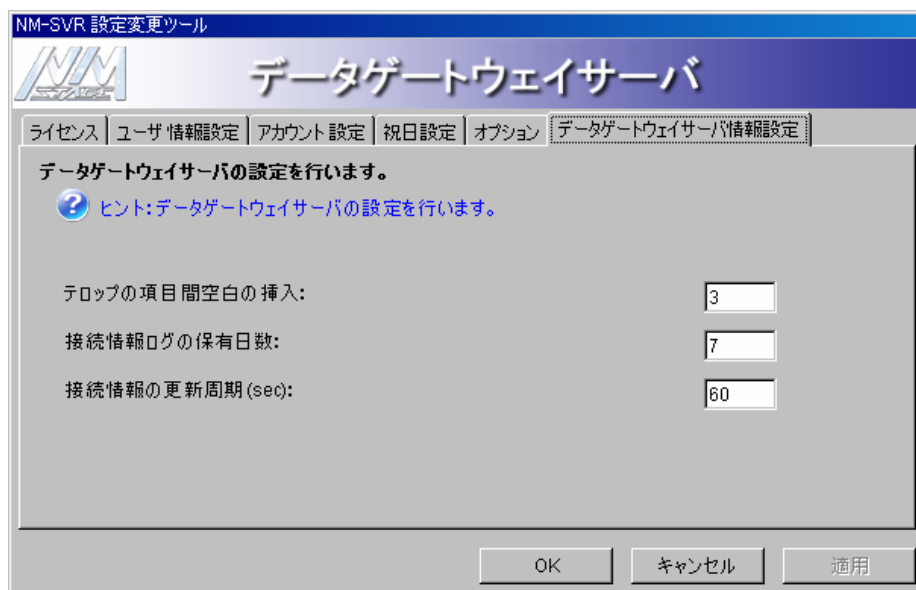 NM-SVR 設定変更ツール
NM
データゲートウェイサーバ
ライセンス ユーザ情報設定 アカウント設定 祝日設定 オプション データゲートウェイサーバ情報設定
データゲートウェイサーバの設定を行います。
ヒント:データゲートウェイサーバの設定を行います。
テロップの項目間空白の挿入: 3
接続情報ログの保有日数: 7
接続情報の更新周期(sec): 60
OK キャンセル 適用